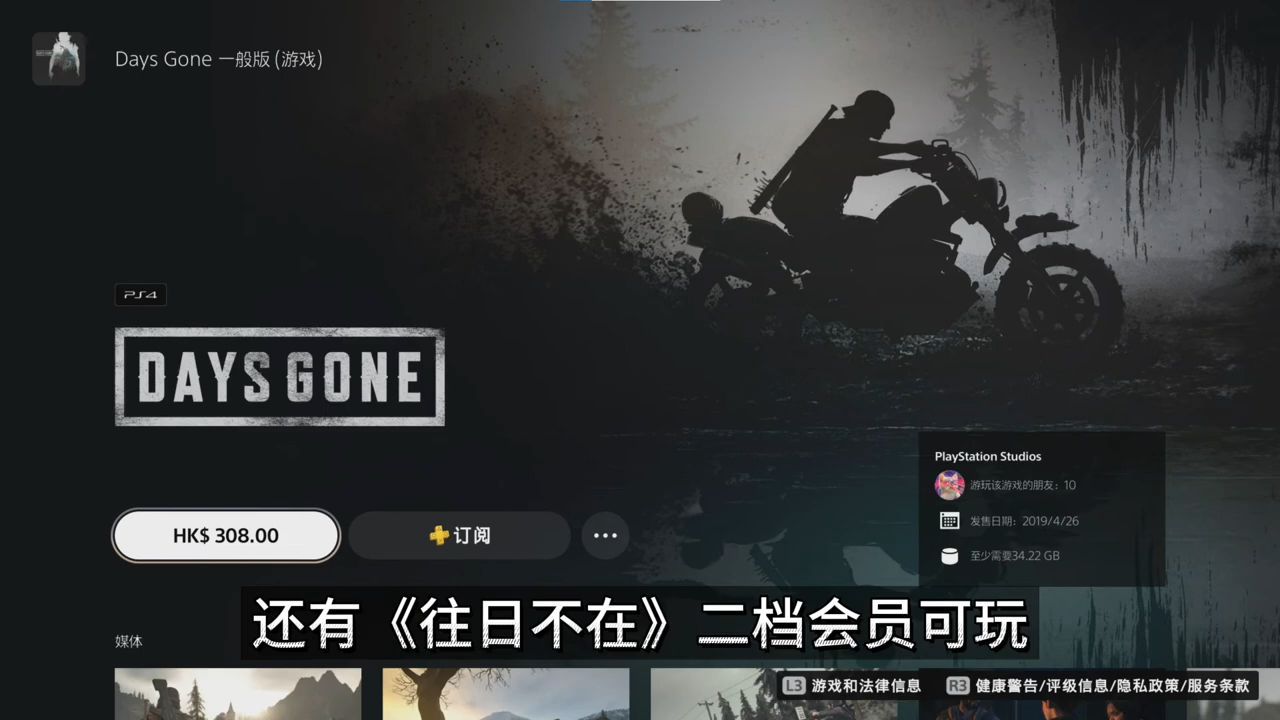 Days Gone 一般版 (游戏)
PS4
DAYS GONE
PlayStation Studios
游玩该游戏的朋友：10
发售日期：2019/4/26
至少需要34.22 GB
HK$ 308.00
订阅
还有《往日不在》二档会员可玩
媒体
L3 游戏和法律信息
R3 健康警告/评级信息/隐私政策/服务条款